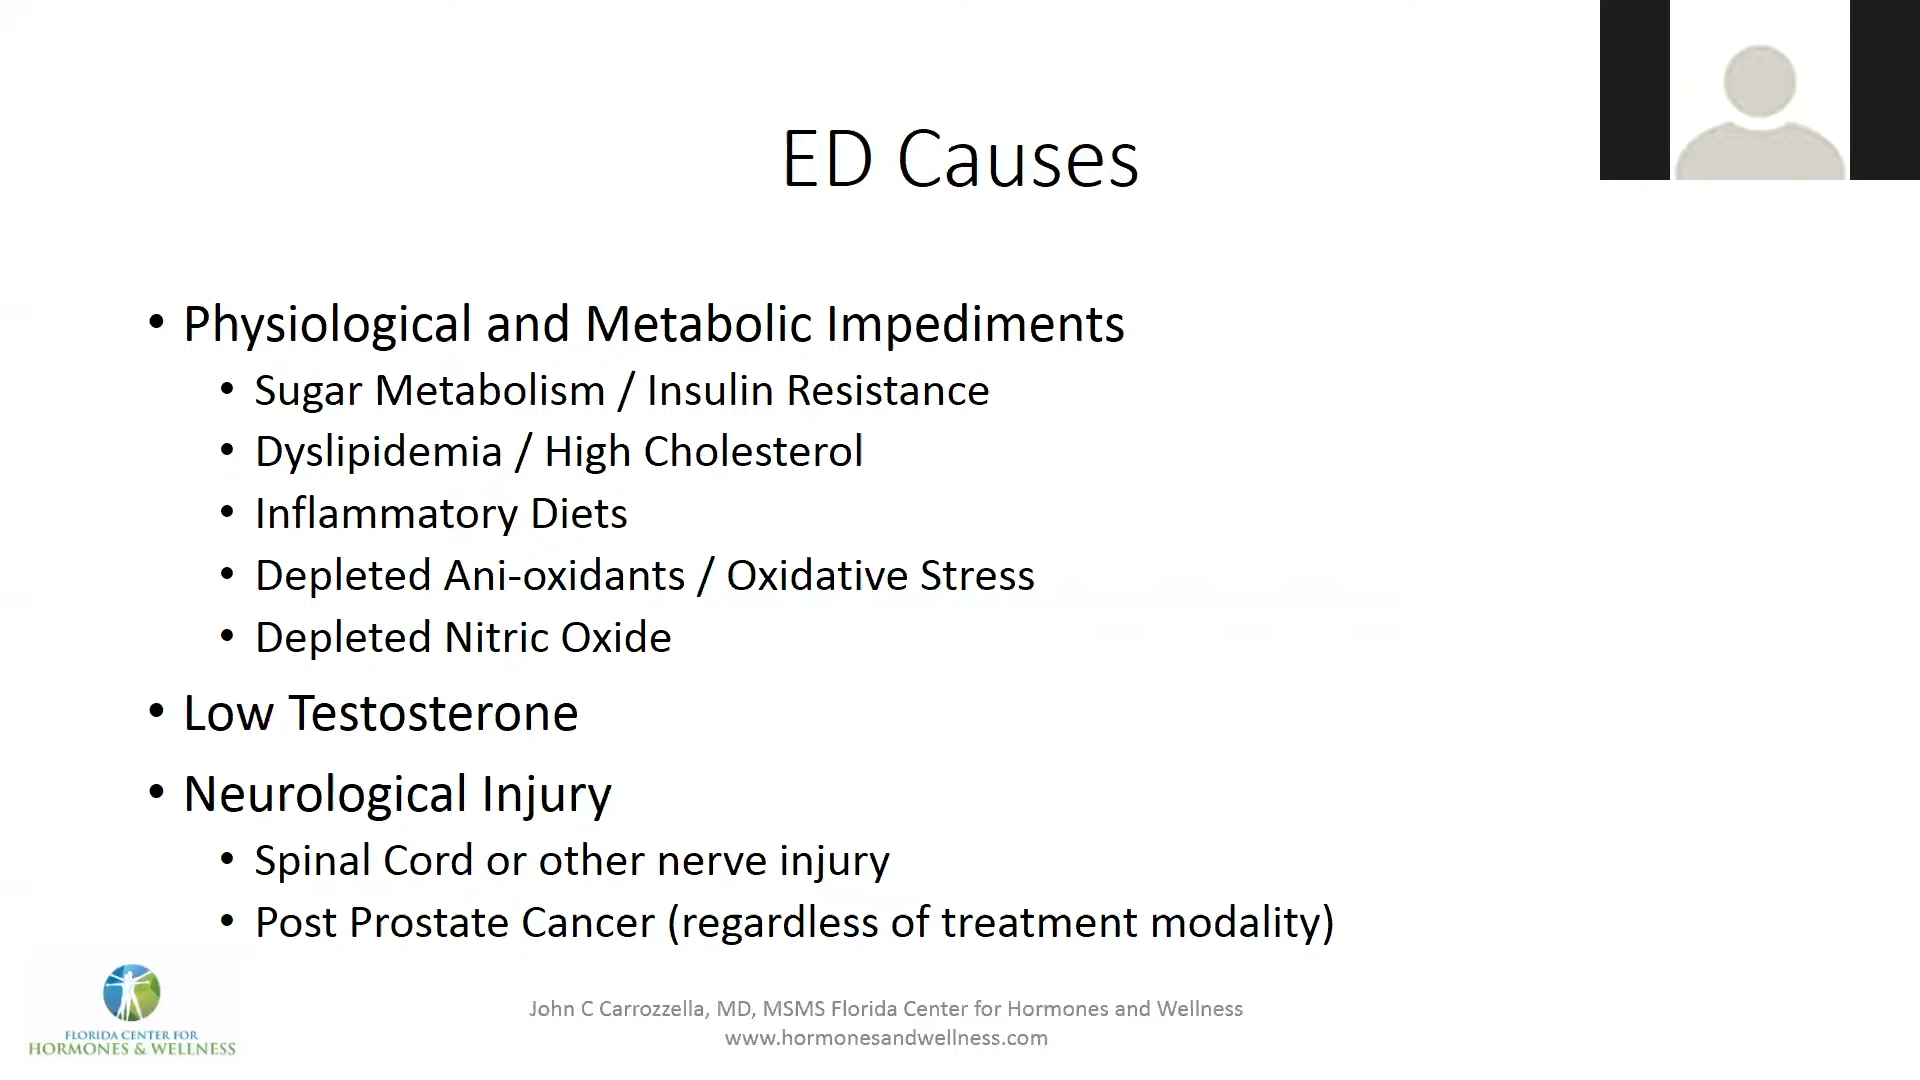 ED Causes
• Physiological and Metabolic Impediments
• Sugar Metabolism / Insulin Resistance
• Dyslipidemia / High Cholesterol
• Inflammatory Diets
• Depleted Ani-oxidants / Oxidative Stress
• Depleted Nitric Oxide
• Low Testosterone
• Neurological Injury
• Spinal Cord or other nerve injury
• Post Prostate Cancer (regardless of treatment modality)
FLORIDA CENTER FOR
HORMONES & WELLNESS
John C Carrozzella, MD, MSMS Florida Center for Hormones and Wellness
www.hormonesandwellness.com